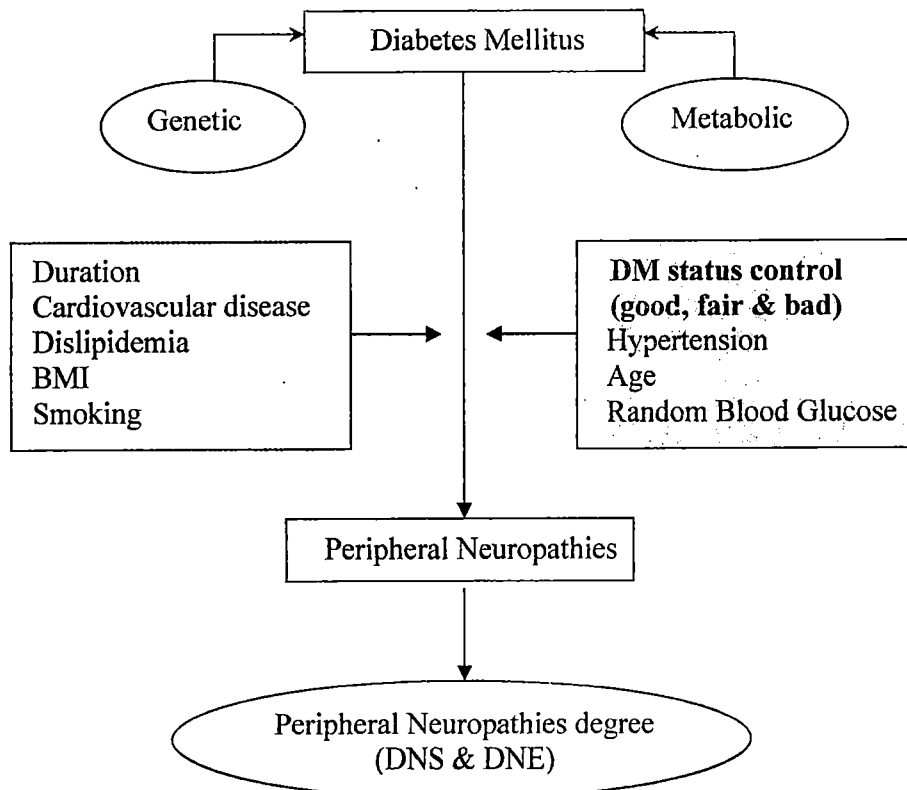 Diabetes Mellitus
Genetic
Metabolic
Duration
Cardiovascular disease
Dislipidemia
BMI
Smoking
DM status control
(good, fair & bad)
Hypertension
Age
Random Blood Glucose
Peripheral Neuropathies
Peripheral Neuropathies degree
(DNS & DNE)